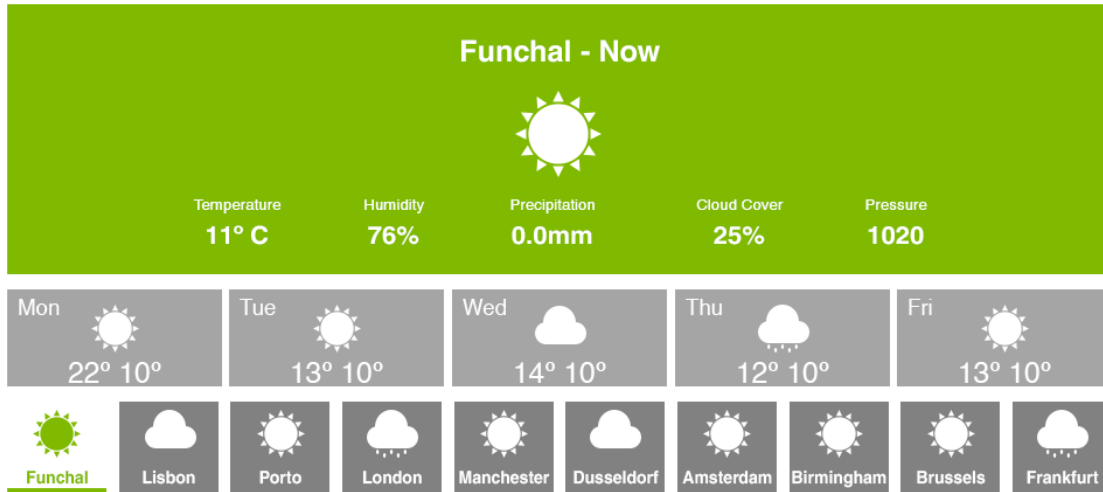 Funchal - Now
Temperature Humidity Precipitation Cloud Cover Pressure
11º C 76% 0.0mm 25% 1020
Mon Tue Wed Thu Fri
22º 10º 13º 10º 14º 10º 12º 10º 13º 10º
Funchal Lisbon Porto London Manchester Dusseldorf Amsterdam Birmingham Brussels Frankfurt